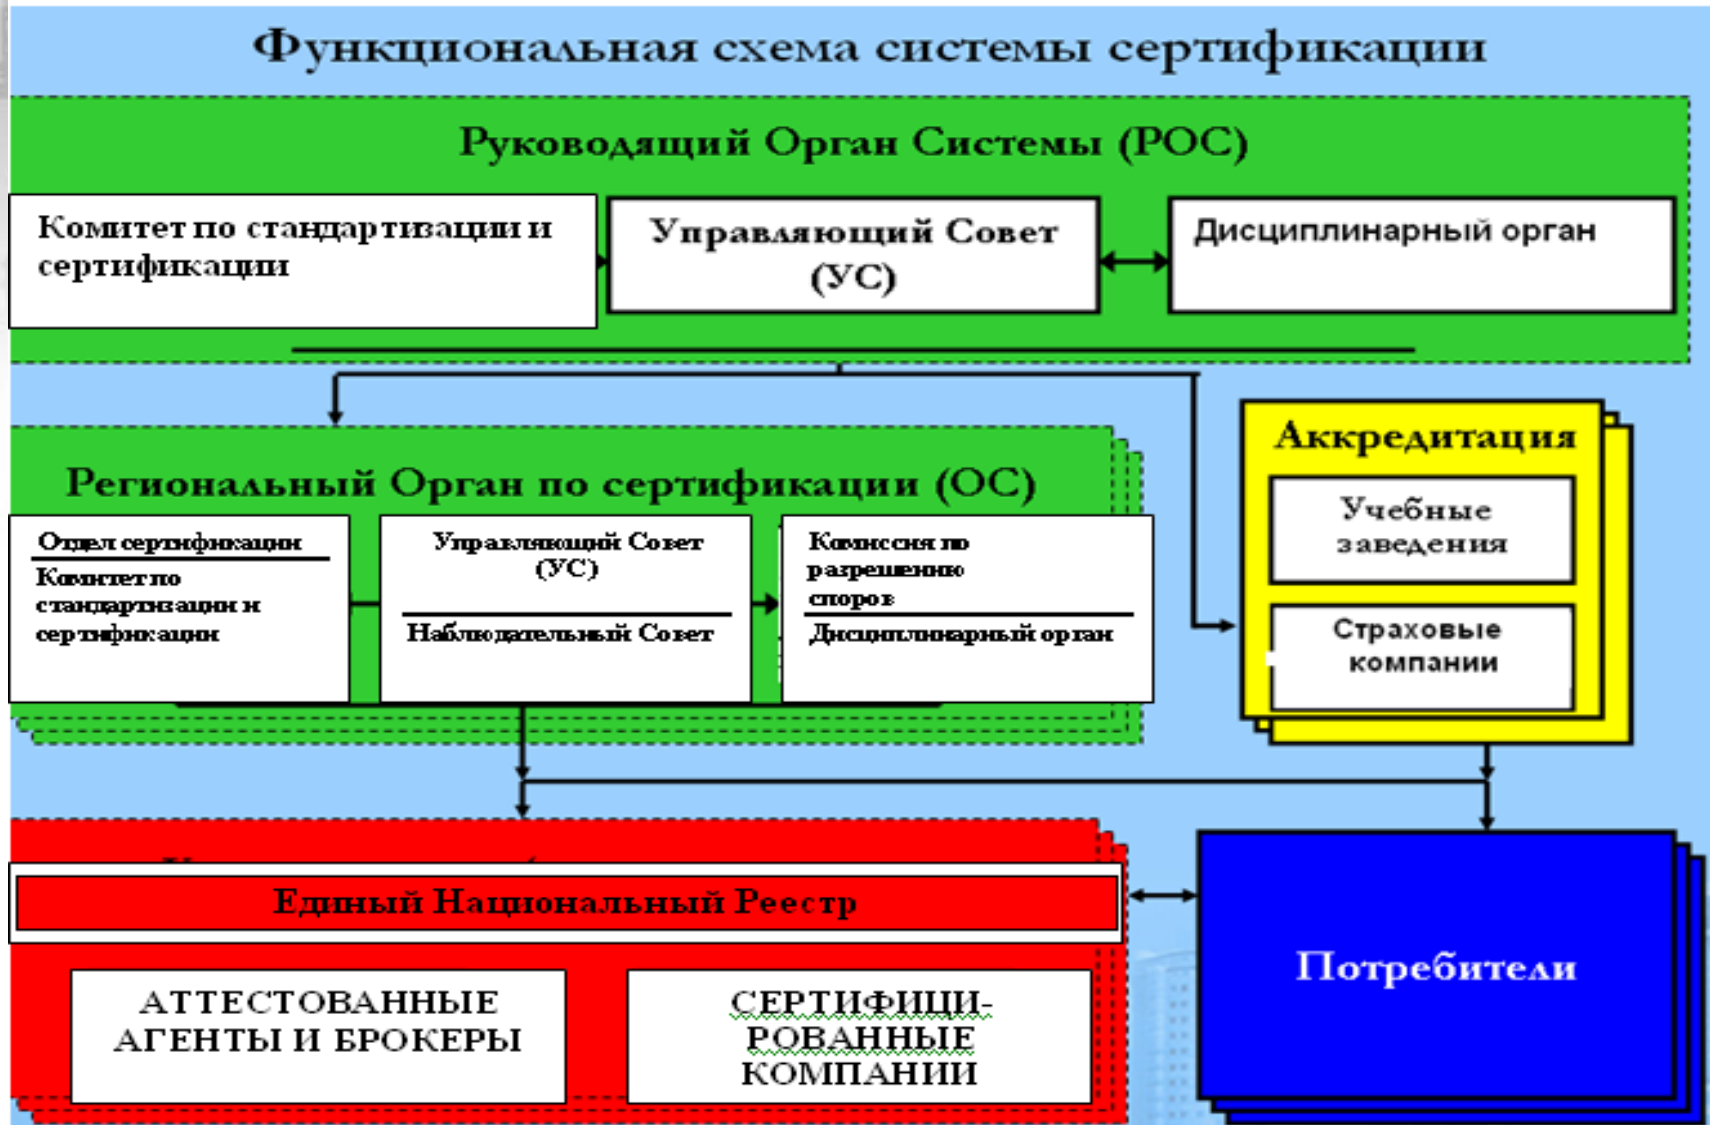 Функциональная схема системы сертификации
Руководящий Орган Системы (РОС)
Комитет по стандартизации и
сертификации
Управляющий Совет
(УС)
Дисциплинарный орган
Региональный Орган по сертификации (ОС)
Отдел сертификации
Комитет по
стандартизации и
сертификации
Управляющий Совет
(УС)
Наблюдательный Совет
Комиссия по
разрешению
споров
Дисциплинарный орган
Аккредитация
Учебные
заведения
Страховые
компании
Единый Национальный Реестр
АТТЕСТОВАННЫЕ
АГЕНТЫ И БРОКЕРЫ
СЕРТИФИЦИ-
РОВАННЫЕ
КОМПАНИИ
Потребители